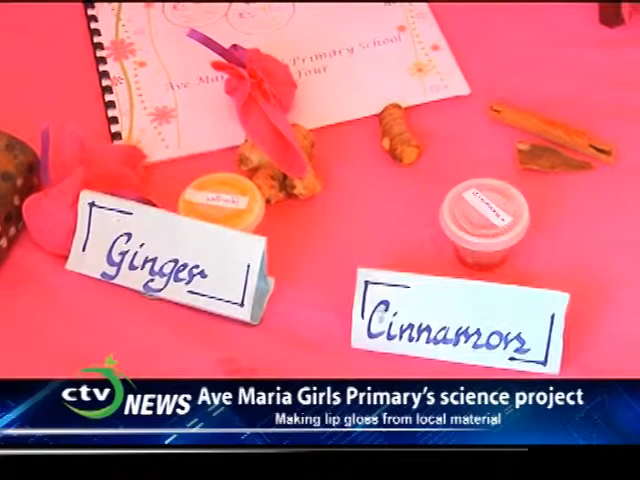 Ave Maria Primary School
Ginger
Cinnamon
Cinnamon
ctv NEWS
Ave Maria Girls Primary's science project
Making lip gloss from local material